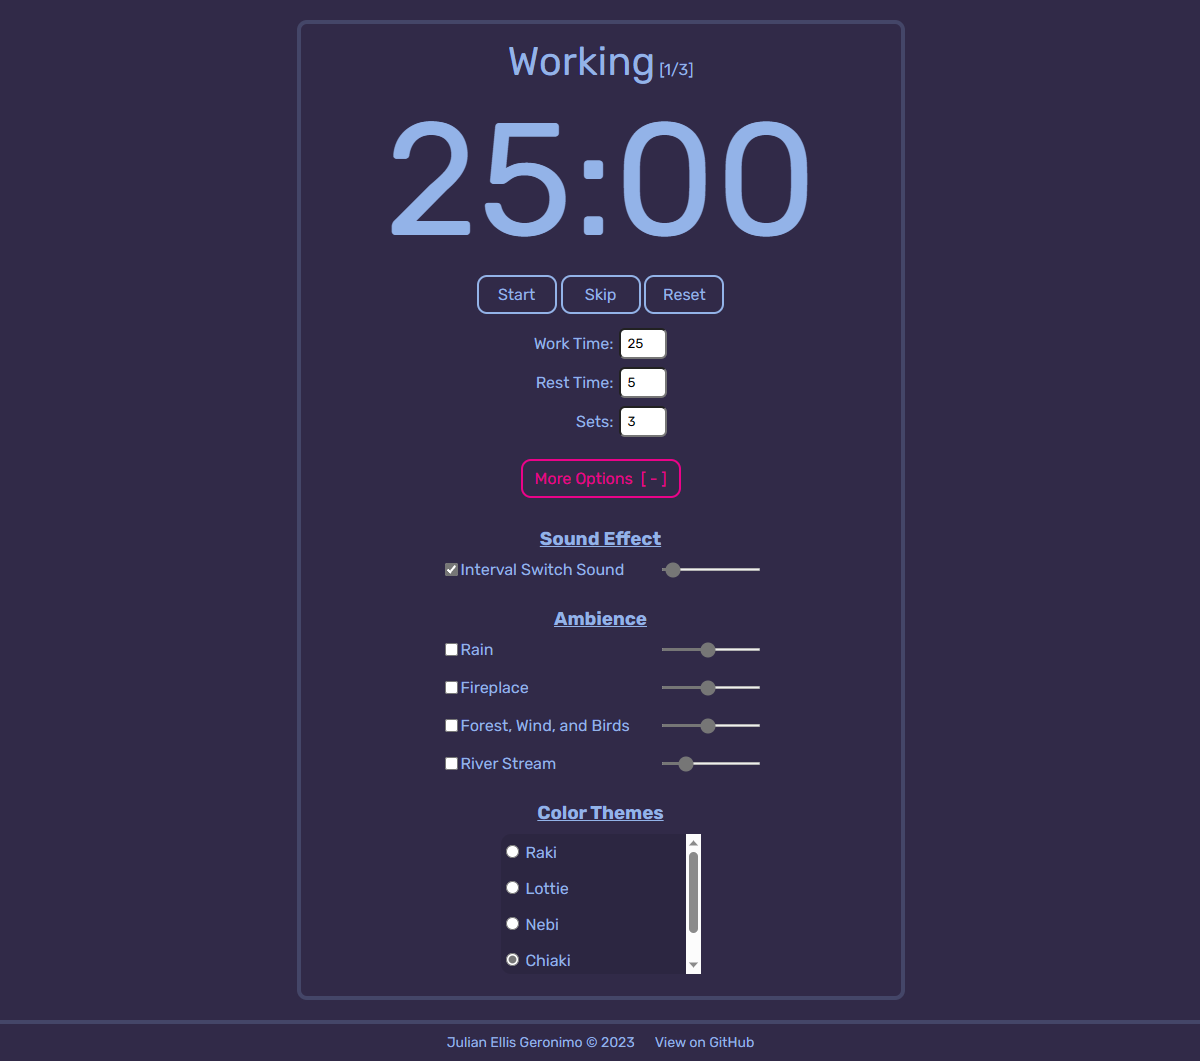 Working [1/3]
25:00
Start Skip Reset
Work Time: 25
Rest Time: 5
Sets: 3
More Options [ - ]
Sound Effect
Interval Switch Sound
Ambience
Rain
Fireplace
Forest, Wind, and Birds
River Stream
Color Themes
Raki
Lottie
Nebi
Chiaki
Julian Ellis Geronimo © 2023 View on GitHub